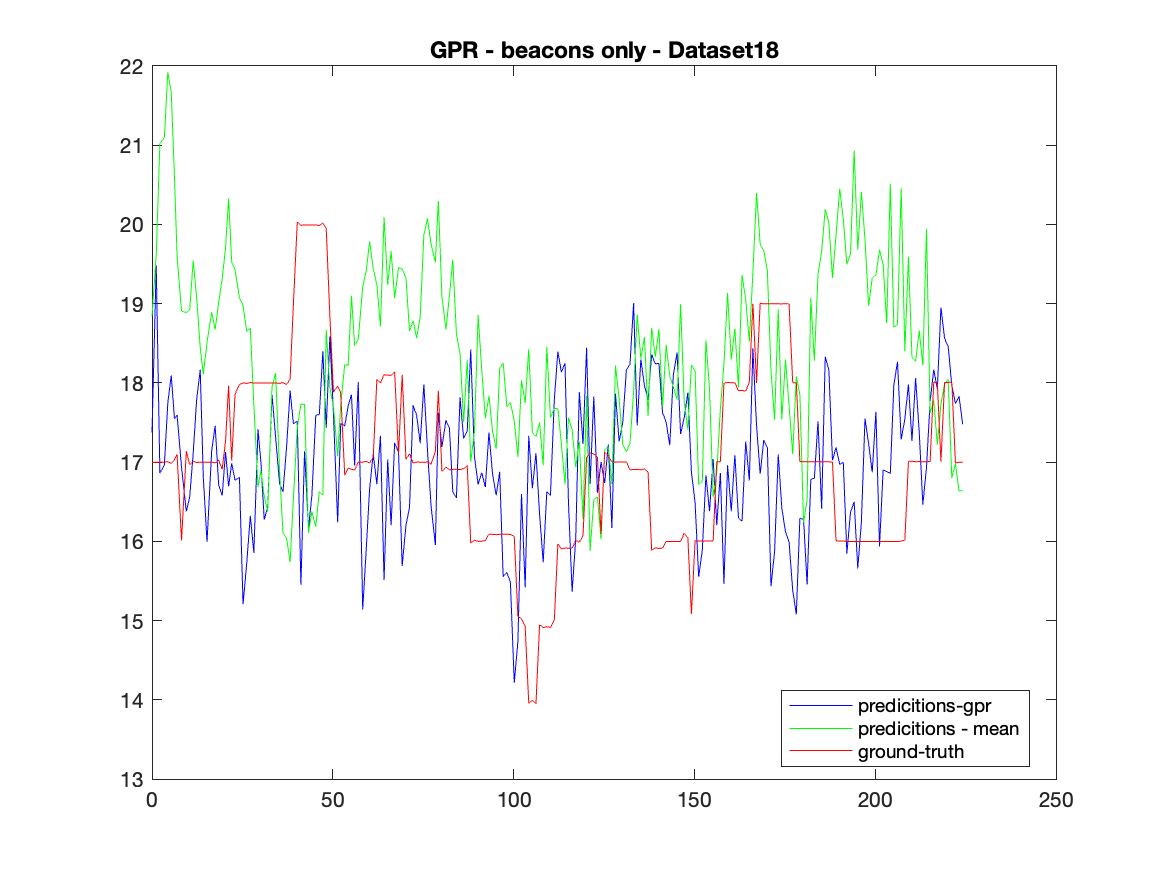 GPR - beacons only - Dataset18
22
21
20
19
18
17
16
15
14
13
0 50 100 150 200 250
predicitions-gpr
predicitions - mean
ground-truth